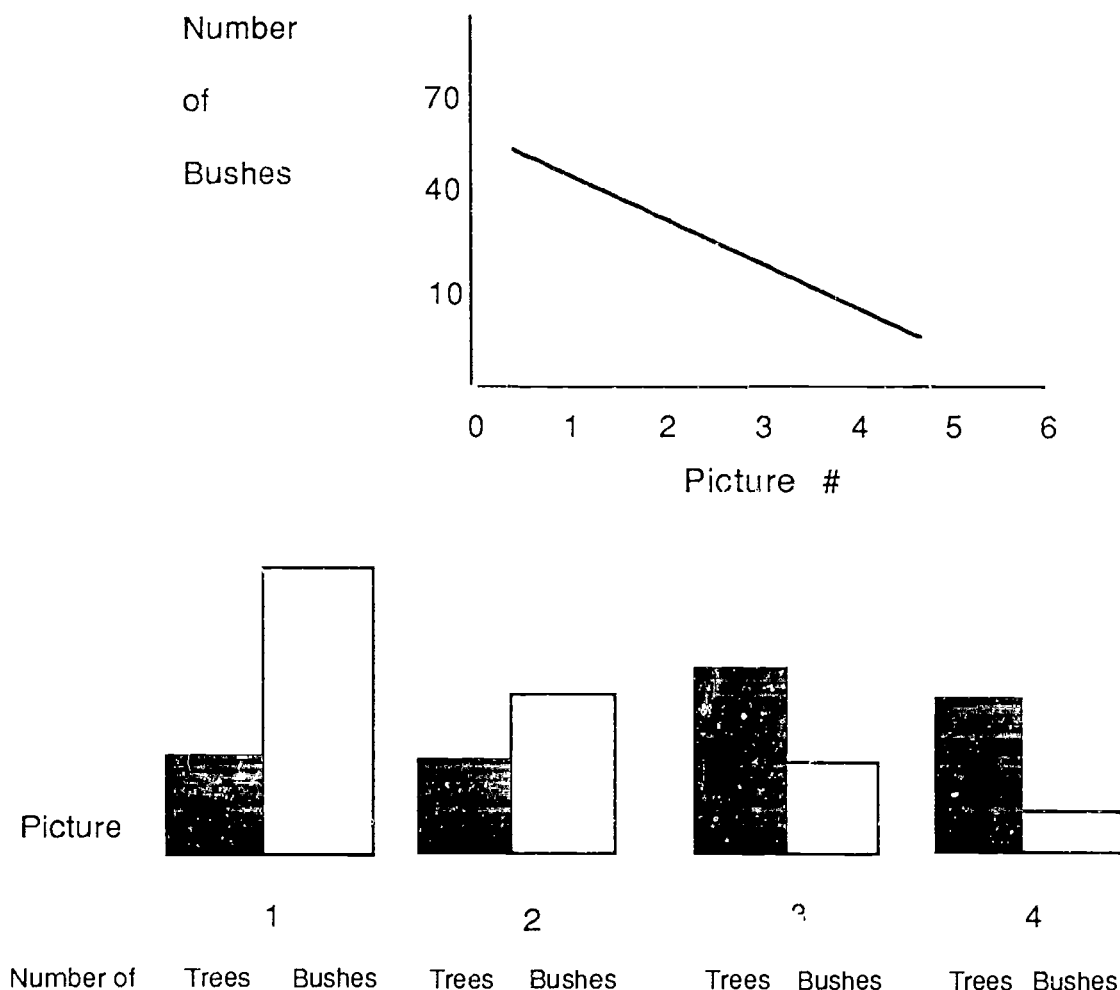 Number
of
Bushes
70
40
10
0 1 2 3 4 5 6
Picture #
Picture
1 2 4
Number of Trees Bushes Trees Bushes Trees Bushes Trees Bushes